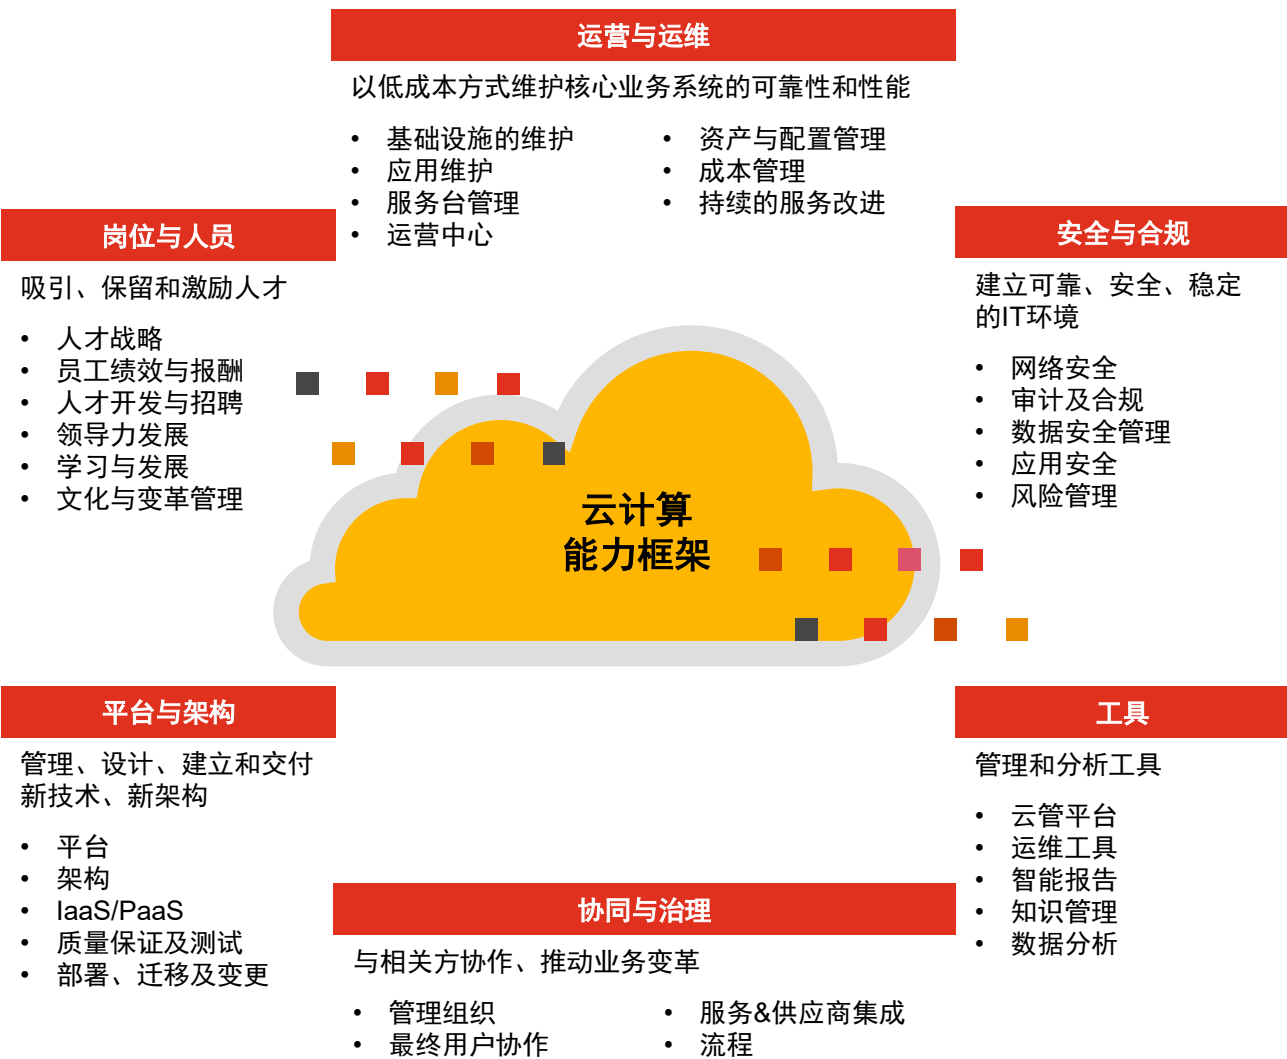 运营与运维
以低成本方式维护核心业务系统的可靠性和性能
• 基础设施的维护
• 应用维护
• 服务台管理
• 运营中心
• 资产与配置管理
• 成本管理
• 持续的服务改进
岗位与人员
吸引、保留和激励人才
• 人才战略
• 员工绩效与报酬
• 人才开发与招聘
• 领导力发展
• 学习与发展
• 文化与变革管理
安全与合规
建立可靠、安全、稳定
的IT环境
• 网络安全
• 审计及合规
• 数据安全管理
• 应用安全
• 风险管理
云计算
能力框架
平台与架构
管理、设计、建立和交付
新技术、新架构
• 平台
• 架构
• IaaS/PaaS
• 质量保证及测试
• 部署、迁移及变更
工具
管理和分析工具
• 云管平台
• 运维工具
• 智能报告
• 知识管理
• 数据分析
协同与治理
与相关方协作、推动业务变革
• 管理组织
• 最终用户协作
• 服务&供应商集成
• 流程